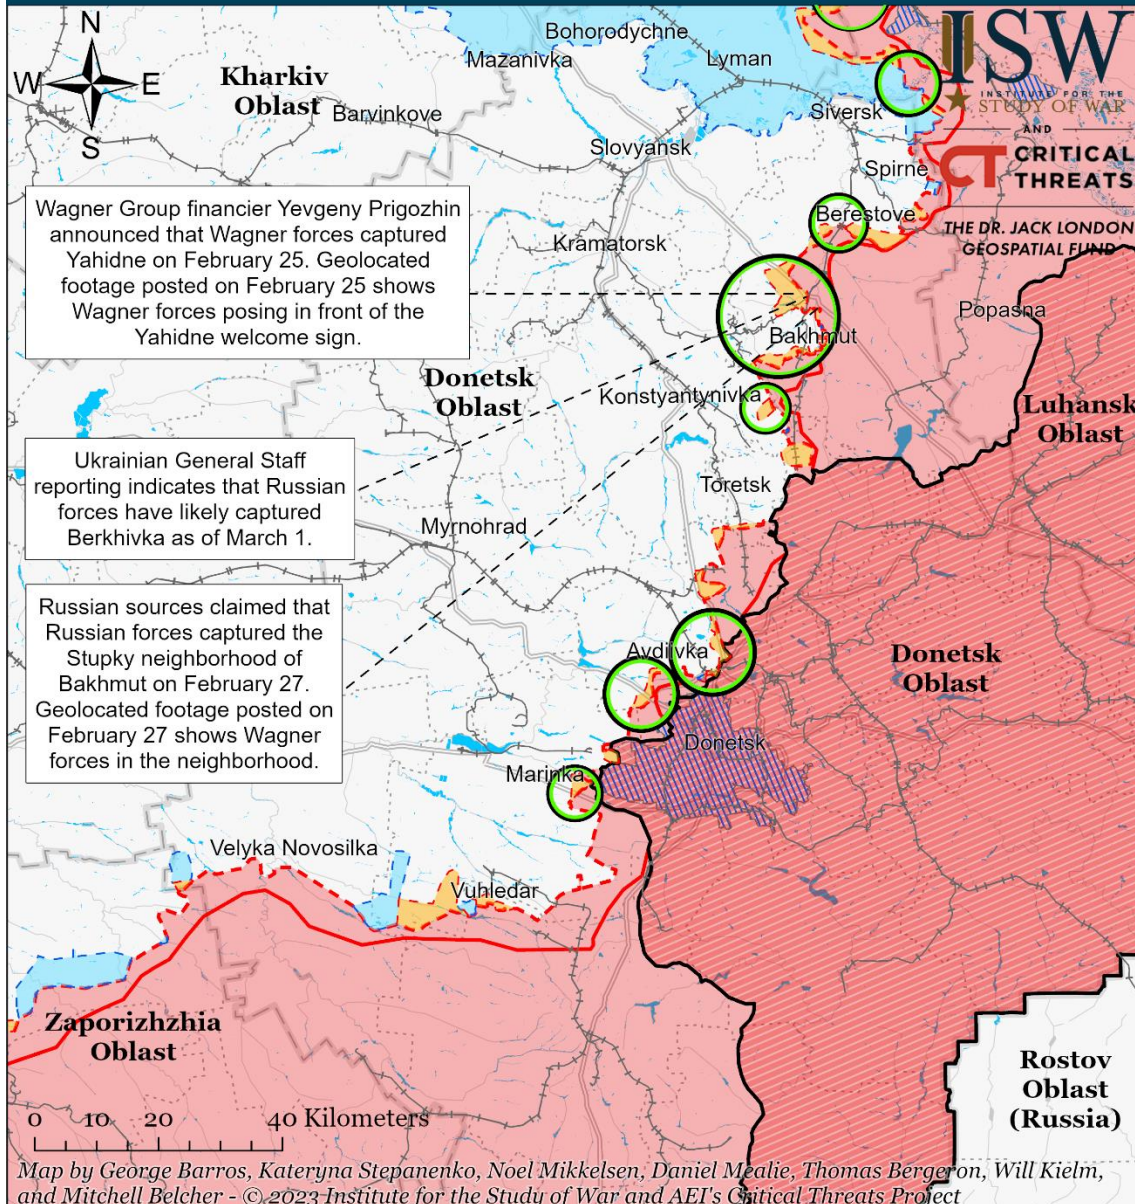 N
W
E
S
Kharkiv
Oblast
Bohorodychne
Mazanivka
Lyman
Barvinkove
Siversk
Slovyansk
Spirne
ISW
INSTITUTE FOR THE
STUDY OF WAR
AND
CT CRITICAL
THREATS
THE DR. JACK LONDON
GEOSPATIAL FUND
Wagner Group financier Yevgeny Prigozhin
announced that Wagner forces captured
Yahidne on February 25. Geolocated
footage posted on February 25 shows
Wagner forces posing in front of the
Yahidne welcome sign.
Berestove
Kramatorsk
Popasna
Bakhmut
Donetsk
Oblast
Konstyantynivka
Luhansk
Oblast
Ukrainian General Staff
reporting indicates that Russian
forces have likely captured
Berkhivka as of March 1.
Toretsk
Myrnohrad
Russian sources claimed that
Russian forces captured the
Stupky neighborhood of
Bakhmut on February 27.
Geolocated footage posted on
February 27 shows Wagner
forces in the neighborhood.
Avdiivka
Donetsk
Oblast
Donetsk
Marinka
Velyka Novosilka
Vuhledar
Zaporizhzhia
Oblast
Rostov
Oblast
(Russia)
0 10 20 40 Kilometers
Map by George Barros, Kateryna Stepanenko, Noel Mikkelsen, Daniel Mealie, Thomas Bergeron, Will Kielm,
and Mitchell Belcher - © 2023 Institute for the Study of War and AEI's Critical Threats Project